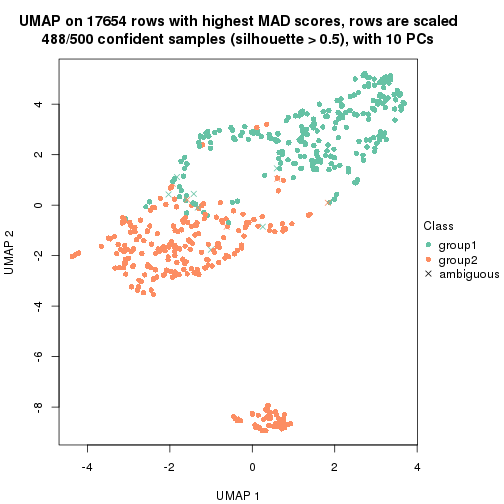 UMAP on 17654 rows with highest MAD scores, rows are scaled
488/500 confident samples (silhouette > 0.5), with 10 PCs
4
2
0
-2
-4
-6
-8
UMAP 2
-4
-2
0
2
4
UMAP 1
Class
group1
group2
ambiguous